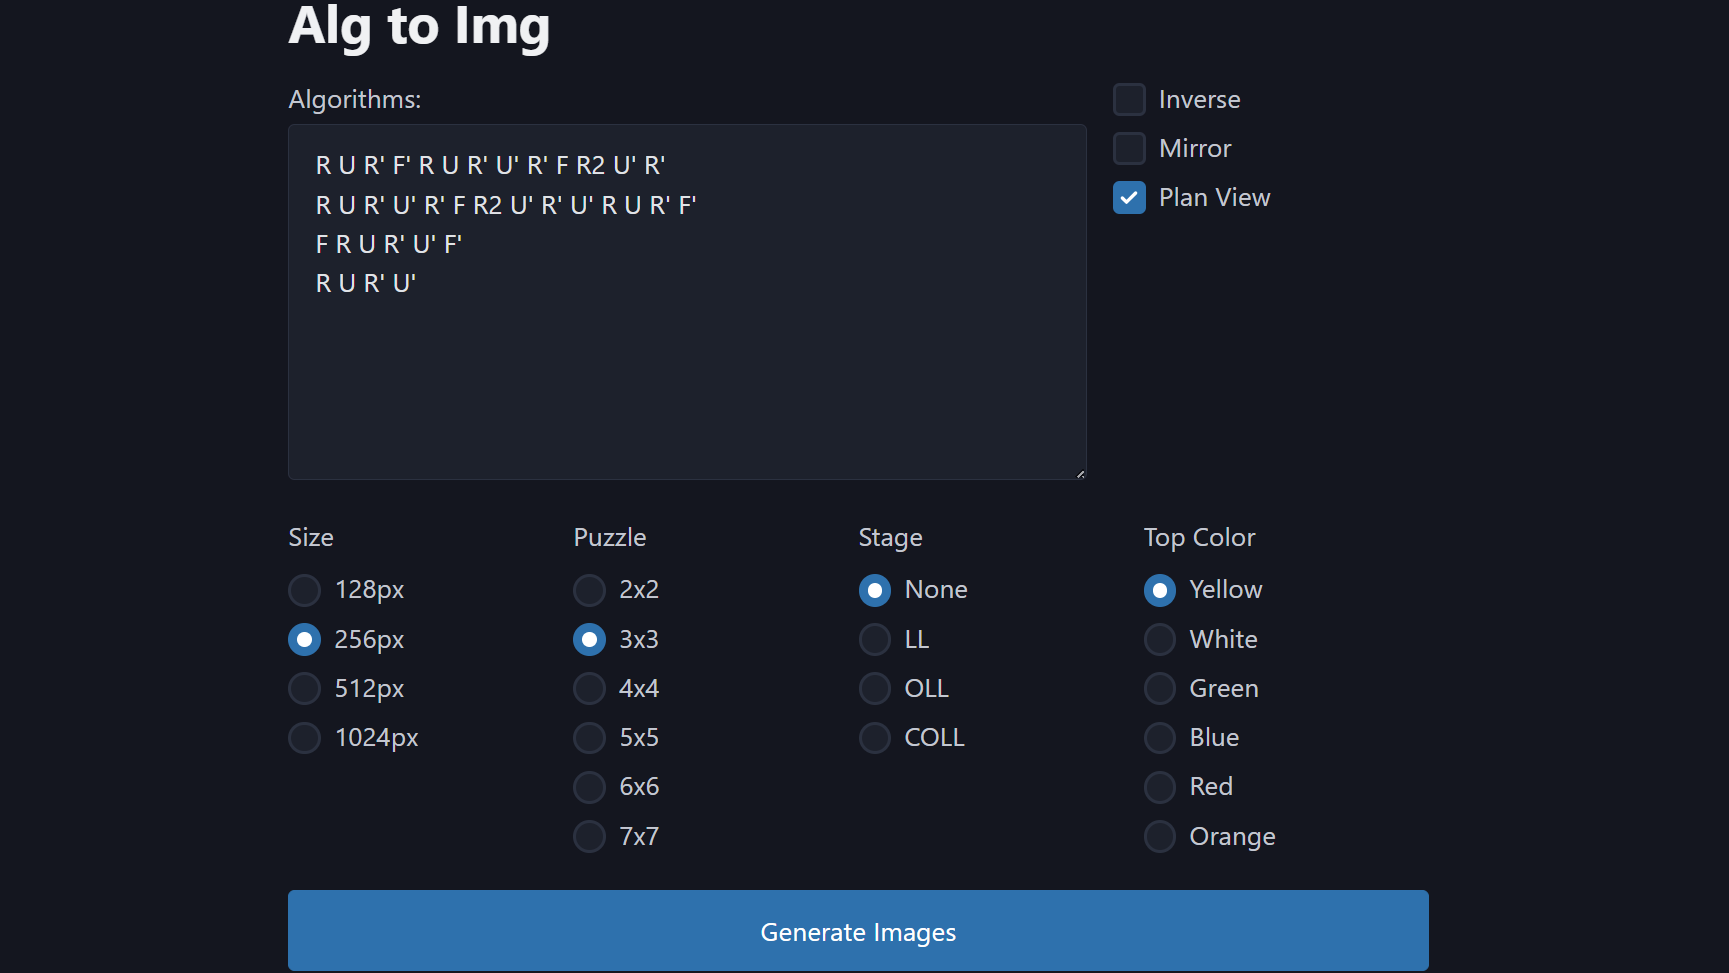 Alg to Img
Algorithms:
R U R' F' R U R' U' R' F R2 U' R'
R U R' U' R' F R2 U' R' U' R U R' F'
F R U R' U' F'
R U R' U'
Inverse
Mirror
Plan View
Size
128px
256px
512px
1024px
Puzzle
2x2
3x3
4x4
5x5
6x6
7x7
Stage
None
LL
OLL
COLL
Top Color
Yellow
White
Green
Blue
Red
Orange
Generate Images